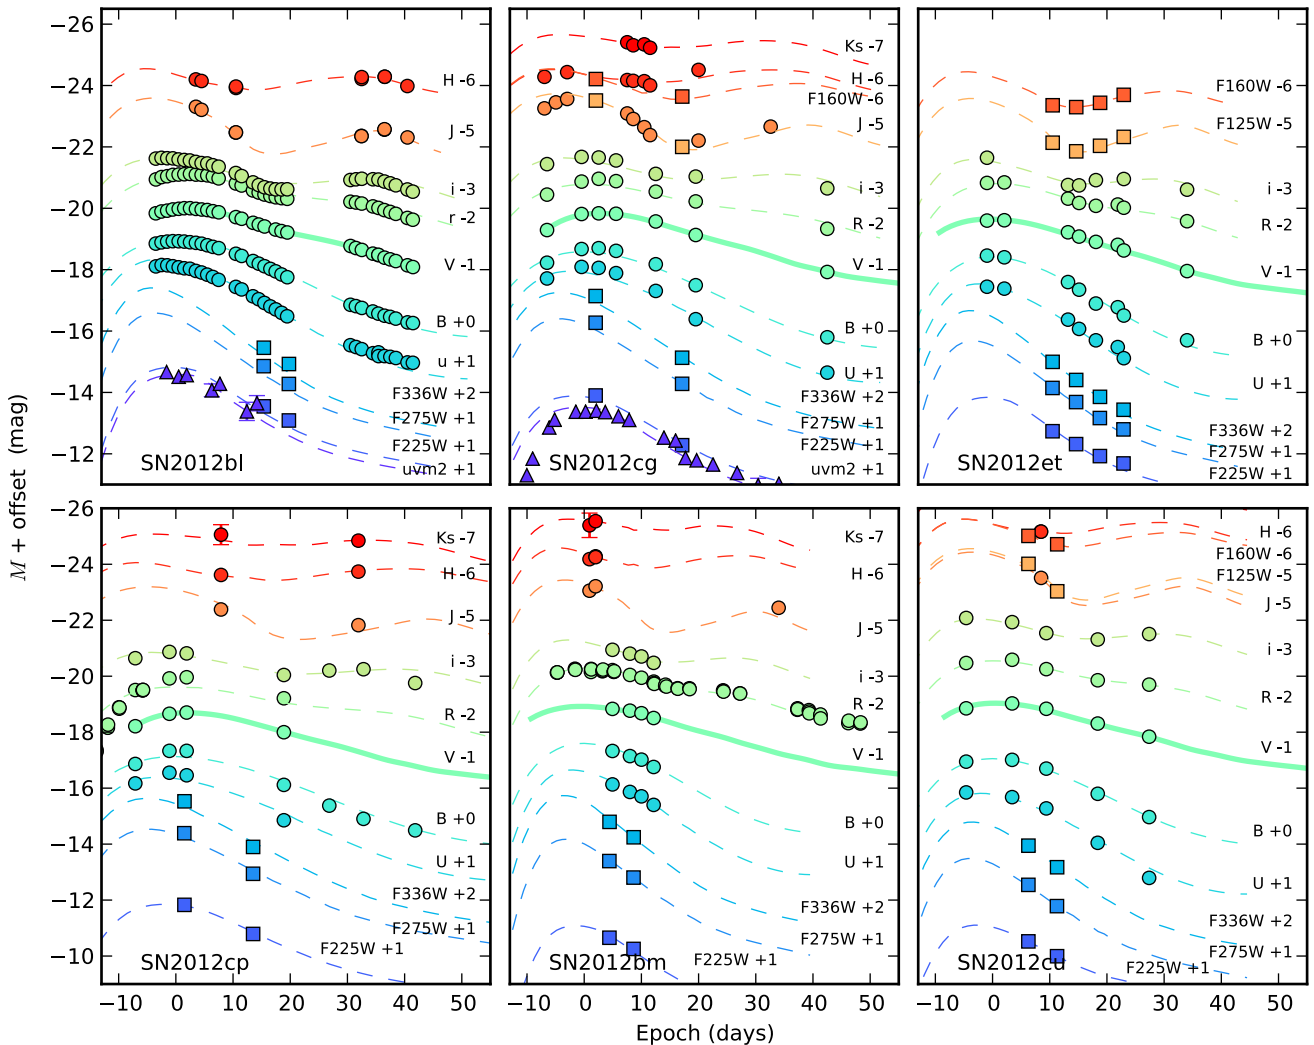 −26
−24
−22
−20
−18
−16
−14
−12
H -6
J -5
i -3
r -2
V -1
B +0
u +1
F336W +2
F275W +1
F225W +1
uvm2 +1
SN2012bl
Ks -7
H -6
F160W -6
J -5
i -3
R -2
V -1
B +0
U +1
F336W +2
F275W +1
F225W +1
uvm2 +1
SN2012cg
F160W -6
F125W -5
i -3
R -2
V -1
B +0
U +1
F336W +2
F275W +1
F225W +1
SN2012et
M + offset (mag)
−26
−24
−22
−20
−18
−16
−14
−12
−10
Ks -7
H -6
J -5
i -3
R -2
V -1
B +0
U +1
F336W +2
F275W +1
F225W +1
SN2012cp
Ks -7
H -6
J -5
i -3
R -2
V -1
B +0
U +1
F336W +2
F275W +1
F225W +1
SN2012bm
H -6
F160W -6
F125W -5
J -5
i -3
R -2
V -1
B +0
U +1
F336W +2
F275W +1
F225W +1
SN2012cu
−10 0 10 20 30 40 50
−10 0 10 20 30 40 50
−10 0 10 20 30 40 50
Epoch (days)